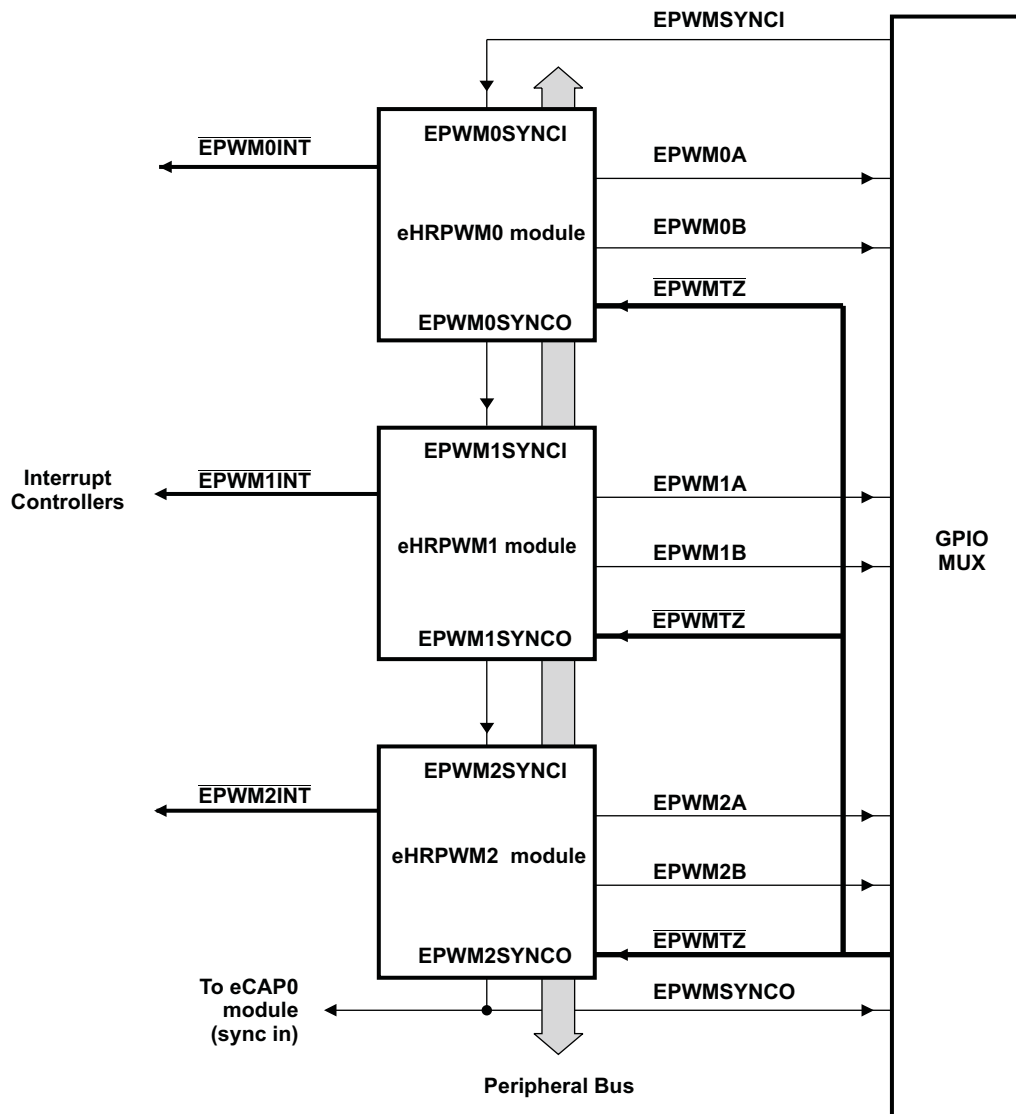 EPWMSYNCI
EPWM0SYNCI
EPWM0INT
EPWM0A
EPWM0B
eHRPWM0 module
EPWMTZ
EPWM0SYNCO
EPWM1SYNCI
Interrupt
Controllers
EPWM1INT
EPWM1A
eHRPWM1 module
EPWM1B
GPIO
MUX
EPWMTZ
EPWM1SYNCO
EPWM2SYNCI
EPWM2INT
EPWM2A
eHRPWM2 module
EPWM2B
EPWMTZ
EPWM2SYNCO
To eCAP0
module
(sync in)
EPWMSYNCO
Peripheral Bus